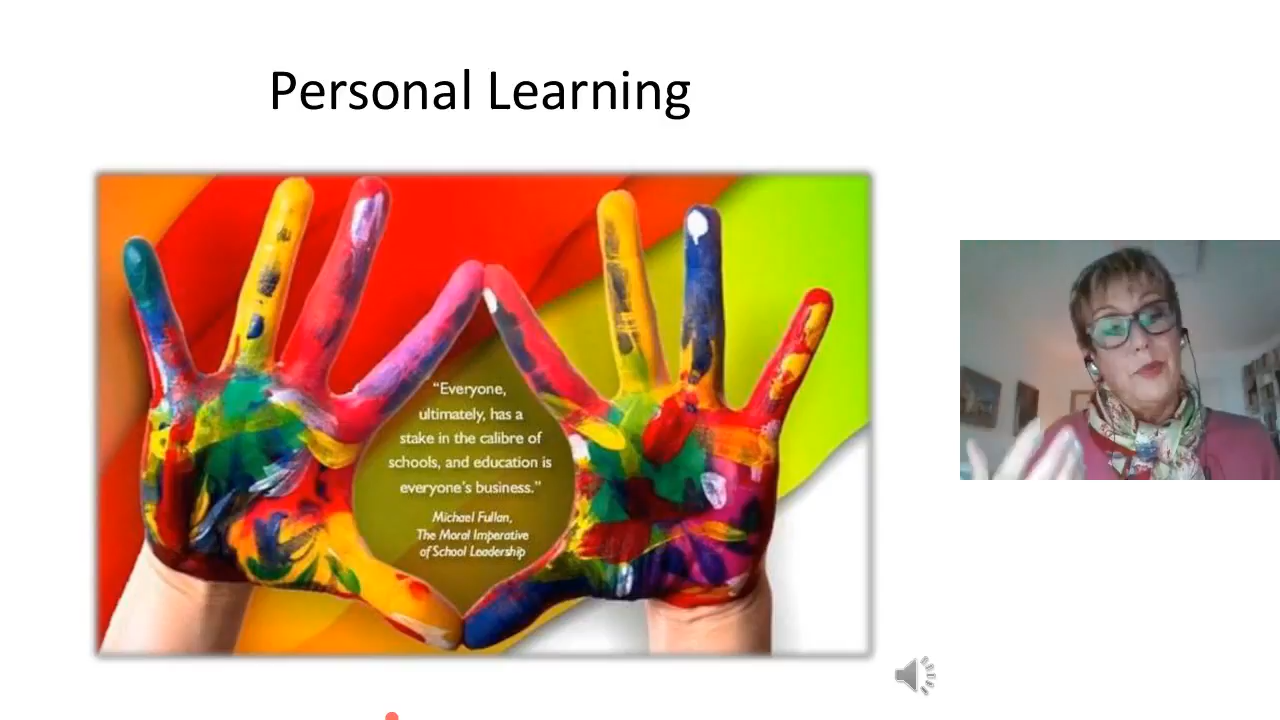 Personal Learning
“Everyone,
ultimately, has a
stake in the calibre of
schools, and education is
everyone’s business.”
Michael Fullan,
The Moral Imperative
of School Leadership